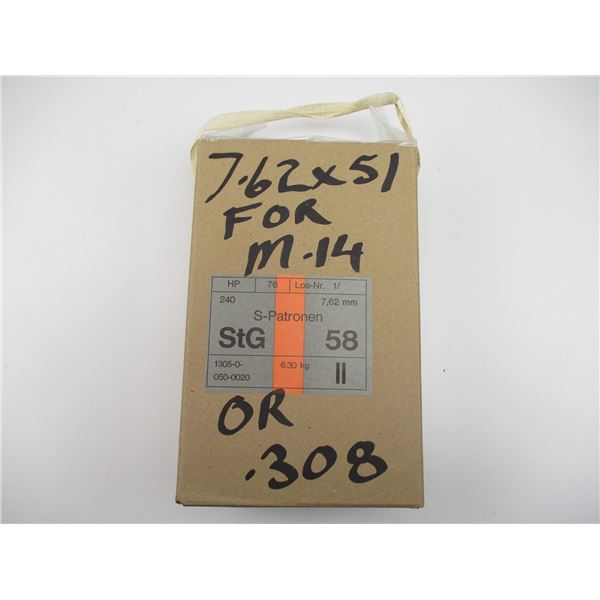 7.62x51
FOR
M.14
HP 76 Los-Nr. 1/
240 7,62 mm
S-Patronen
StG 58
1305-0- 6.30 kg II
050-0020
OR
.308